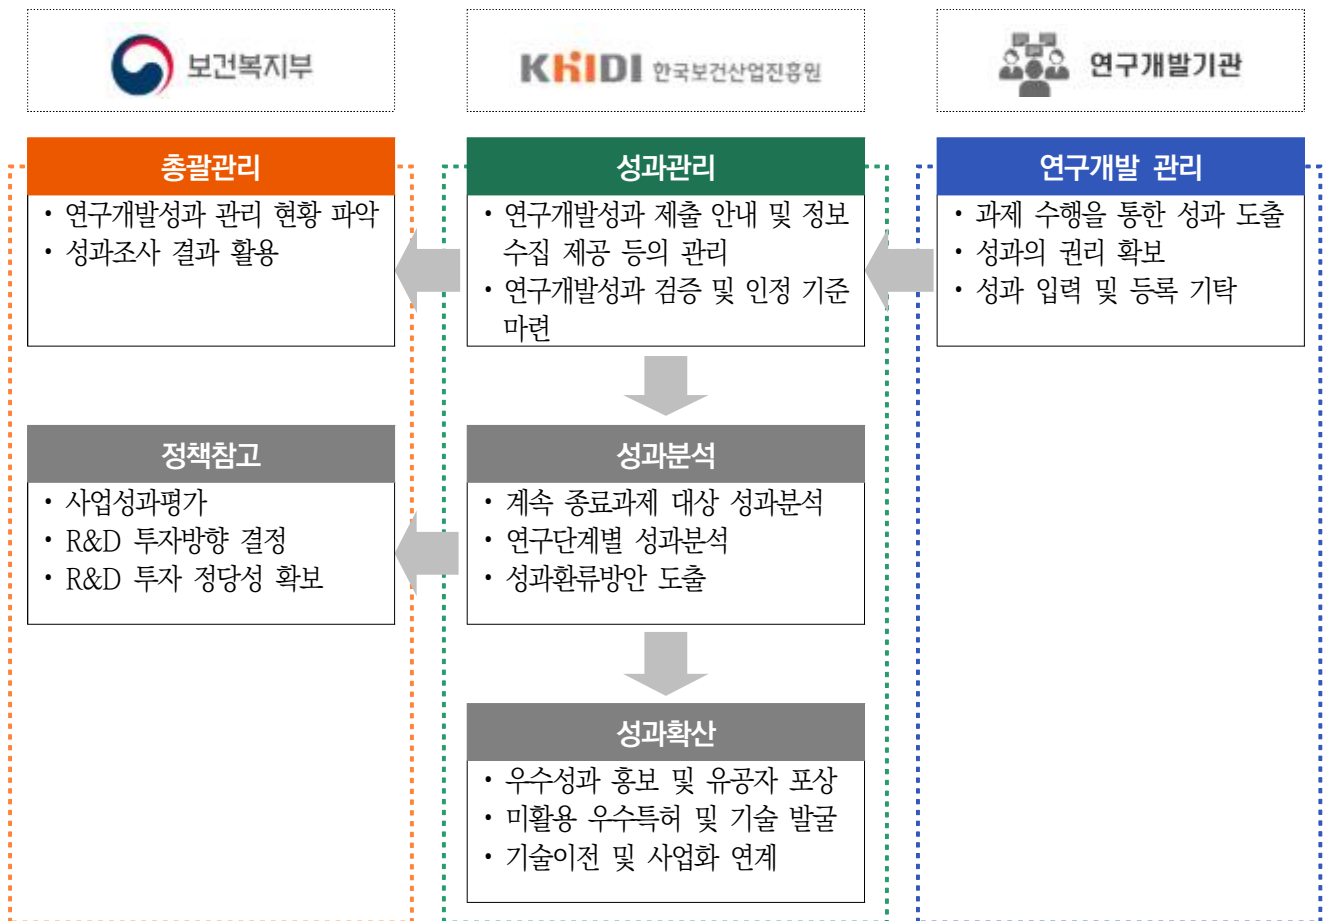 보건복지부
KHIDI 한국보건산업진흥원
연구개발기관
총괄관리
• 연구개발성과 관리 현황 파악
• 성과조사 결과 활용
성과관리
• 연구개발성과 제출 안내 및 정보
수집 제공 등의 관리
• 연구개발성과 검증 및 인정 기준
마련
연구개발 관리
• 과제 수행을 통한 성과 도출
• 성과의 권리 확보
• 성과 입력 및 등록 기탁
정책참고
• 사업성과평가
• R&D 투자방향 결정
• R&D 투자 정당성 확보
성과분석
• 계속 종료과제 대상 성과분석
• 연구단계별 성과분석
• 성과환류방안 도출
성과확산
• 우수성과 홍보 및 유공자 포상
• 미활용 우수특허 및 기술 발굴
• 기술이전 및 사업화 연계